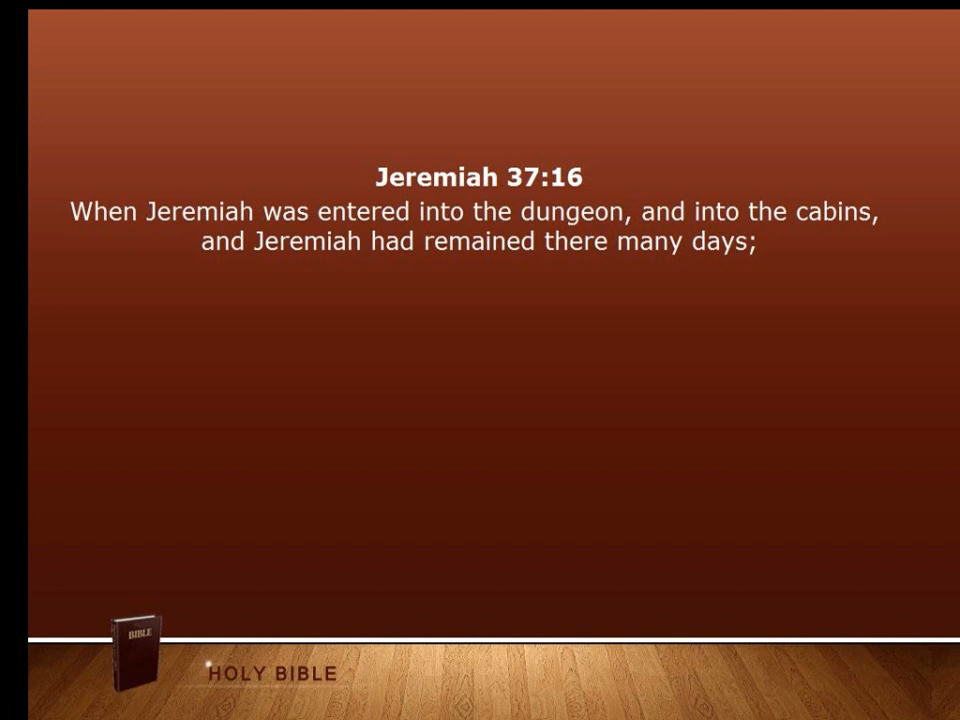 Jeremiah 37:16
When Jeremiah was entered into the dungeon, and into the cabins,
and Jeremiah had remained there many days;
BIBLE
HOLY BIBLE